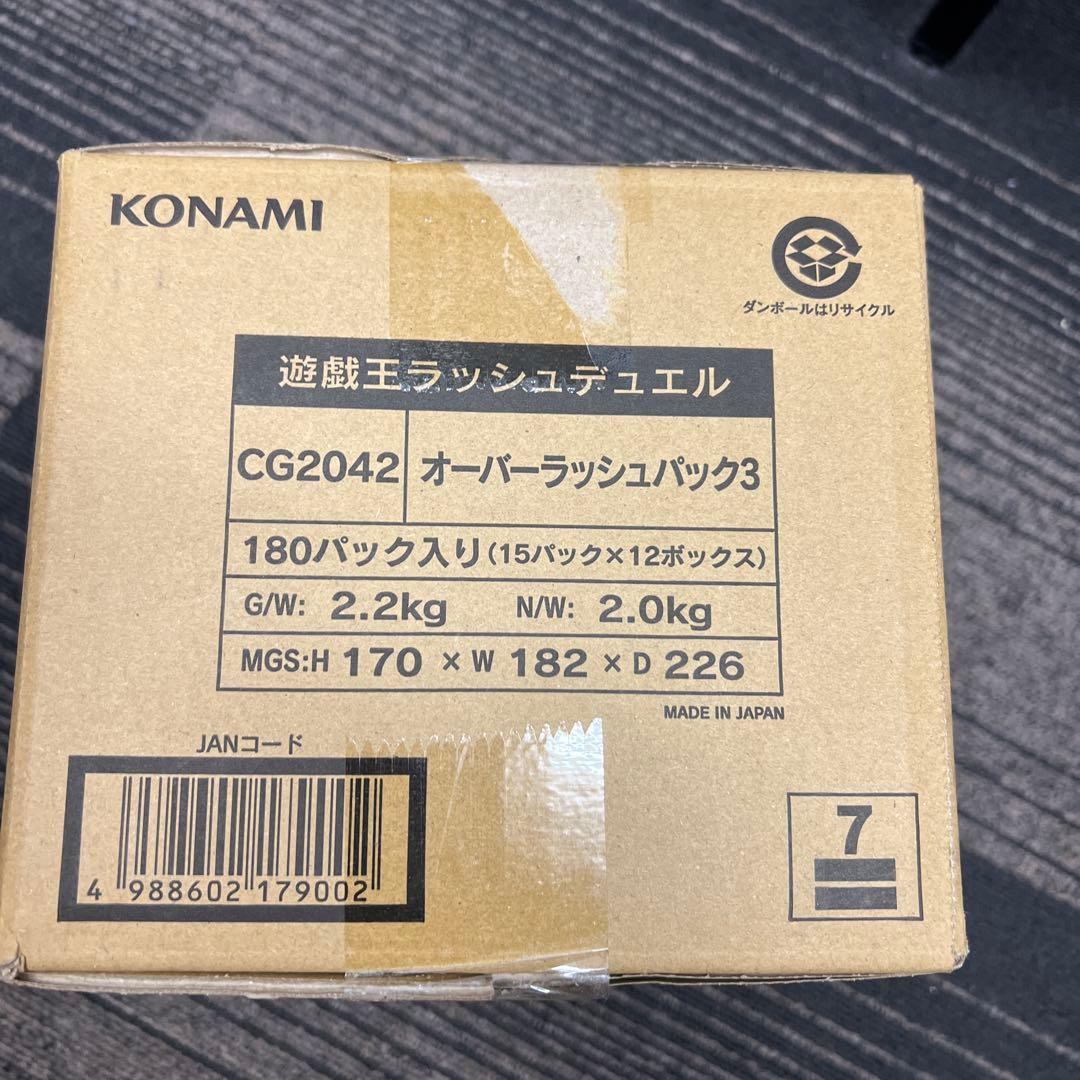 KONAMI
ダンボールはリサイクル
遊戯王ラッシュデュエル
CG2042 オーバーラッシュパック3
180パック入り(15パック×12ボックス)
G/W: 2.2kg N/W: 2.0kg
MGS:H 170 × W 182 × D 226
MADE IN JAPAN
JANコード
4 988602 179002
7